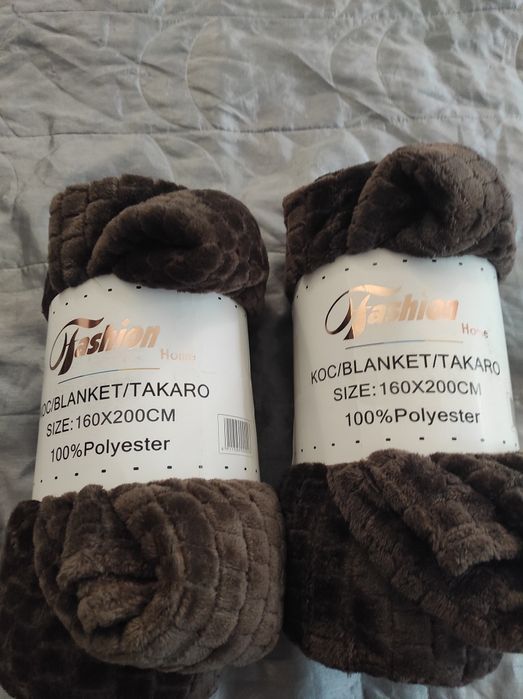 Fashion
Home
KOC/BLANKET/TAKARO
SIZE:160X200CM
100%Polyester
Fashion
Home
KOC/BLANKET/TAKARO
SIZE:160X200CM
100%Polyester